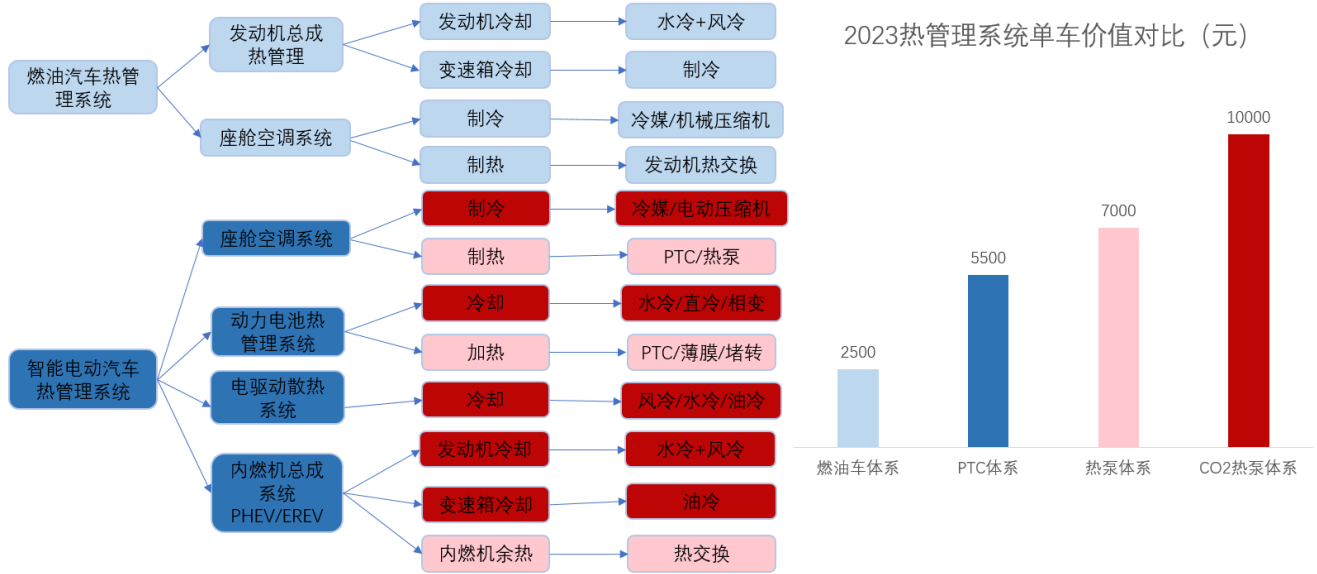 燃油汽车热管
理系统
发动机总成
热管理
发动机冷却
水冷+风冷
变速箱冷却
制冷
座舱空调系统
制冷
冷媒/机械压缩机
制热
发动机热交换
智能电动汽车
热管理系统
座舱空调系统
制冷
冷媒/电动压缩机
制热
PTC/热泵
动力电池热
管理系统
冷却
水冷/直冷/相变
加热
PTC/薄膜/堵转
电驱动散热
系统
冷却
风冷/水冷/油冷
内燃机总成
系统
PHEV/EREV
发动机冷却
水冷+风冷
变速箱冷却
油冷
内燃机余热
热交换
2023热管理系统单车价值对比（元）
2500
5500
7000
10000
燃油车体系
PTC体系
热泵体系
CO2热泵体系